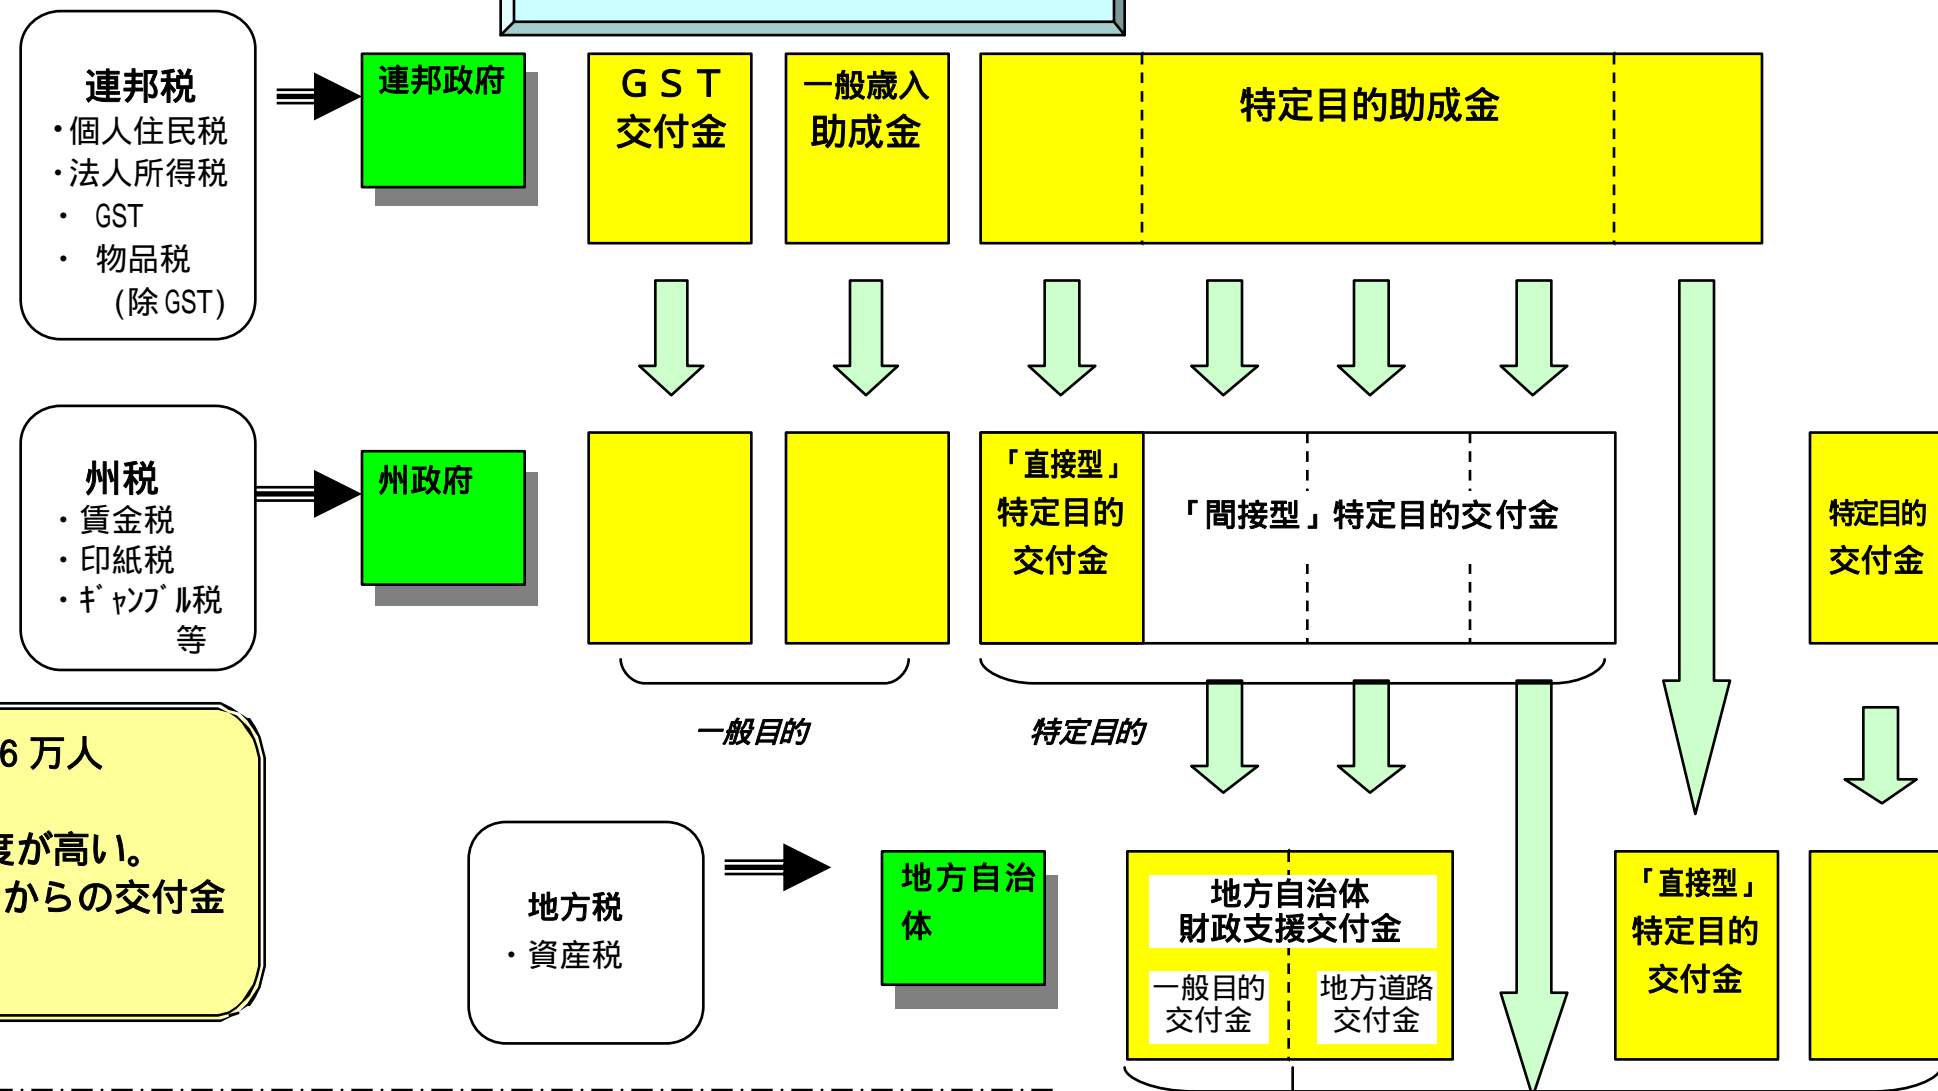 連邦税
・個人住民税
・法人所得税
・ GST
・ 物品税
(除GST)
連邦政府
ＧＳＴ
交付金
一般歳入
助成金
特定目的助成金
州税
・賃金税
・印紙税
・ｷﾞｬﾝﾌﾞﾙ税
等
州政府
「直接型」
特定目的
交付金
「間接型」特定目的交付金
特定目的
交付金
一般目的
特定目的
6万人
度が高い。
からの交付金
地方税
・資産税
地方自治
体
地方自治体
財政支援交付金
一般目的
交付金
地方道路
交付金
「直接型」
特定目的
交付金